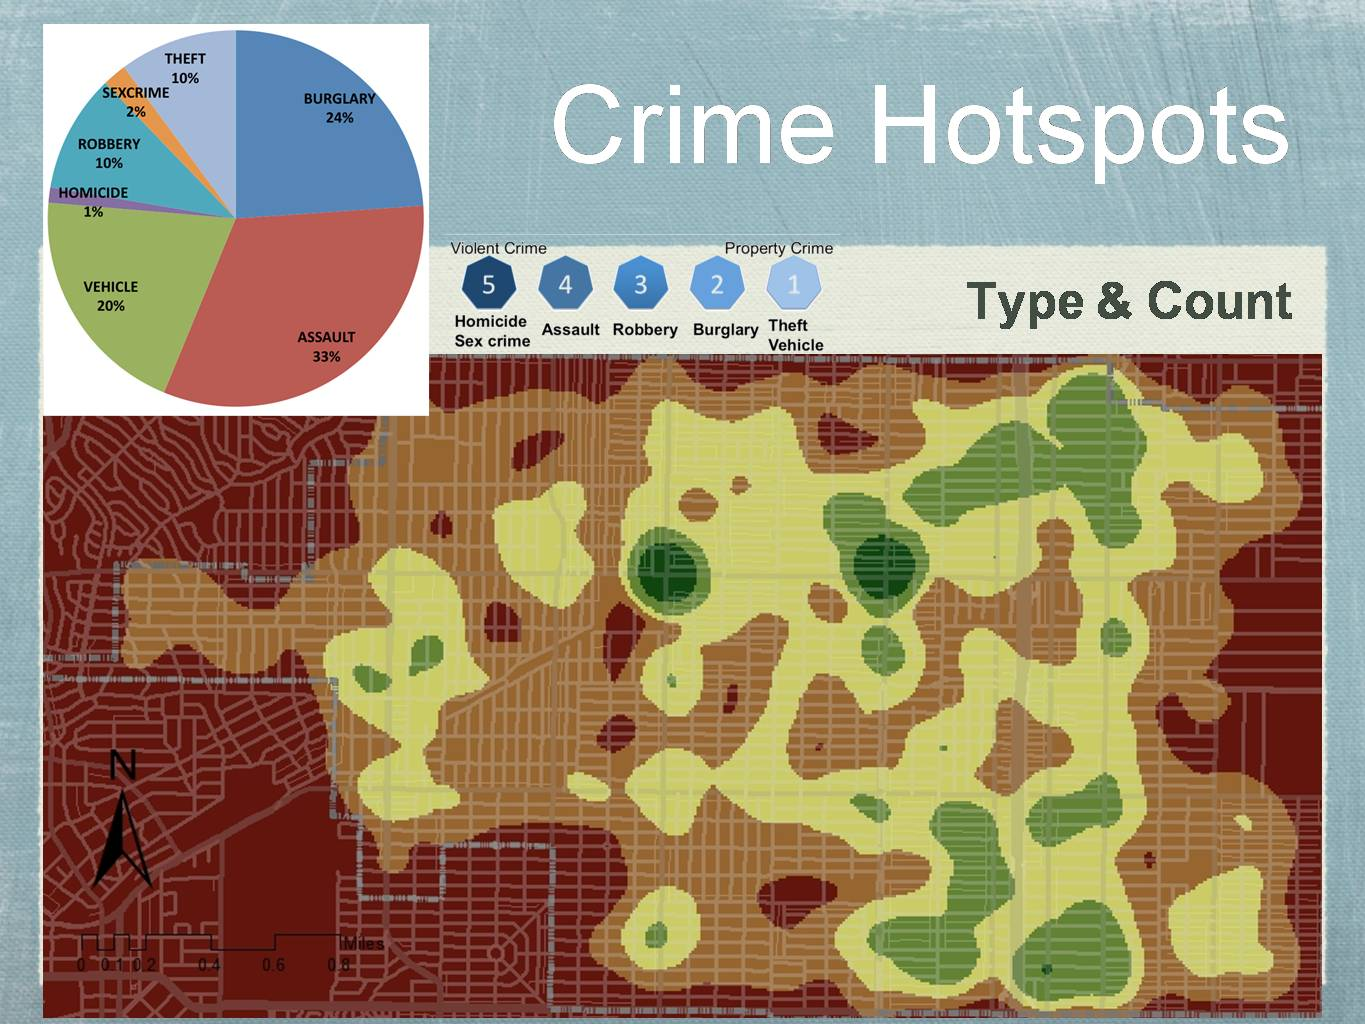 Crime Hotspots
THEFT
10%
SEXCRIME
2%
BURGLARY
24%
ROBBERY
10%
HOMICIDE
1%
VEHICLE
20%
ASSAULT
33%
Violent Crime Property Crime
5 4 3 2 1
Homicide
Sex crime
Assault
Robbery
Burglary
Theft
Vehicle
Type & Count
N
Miles
0 0.1 0.2 0.4 0.6 0.8